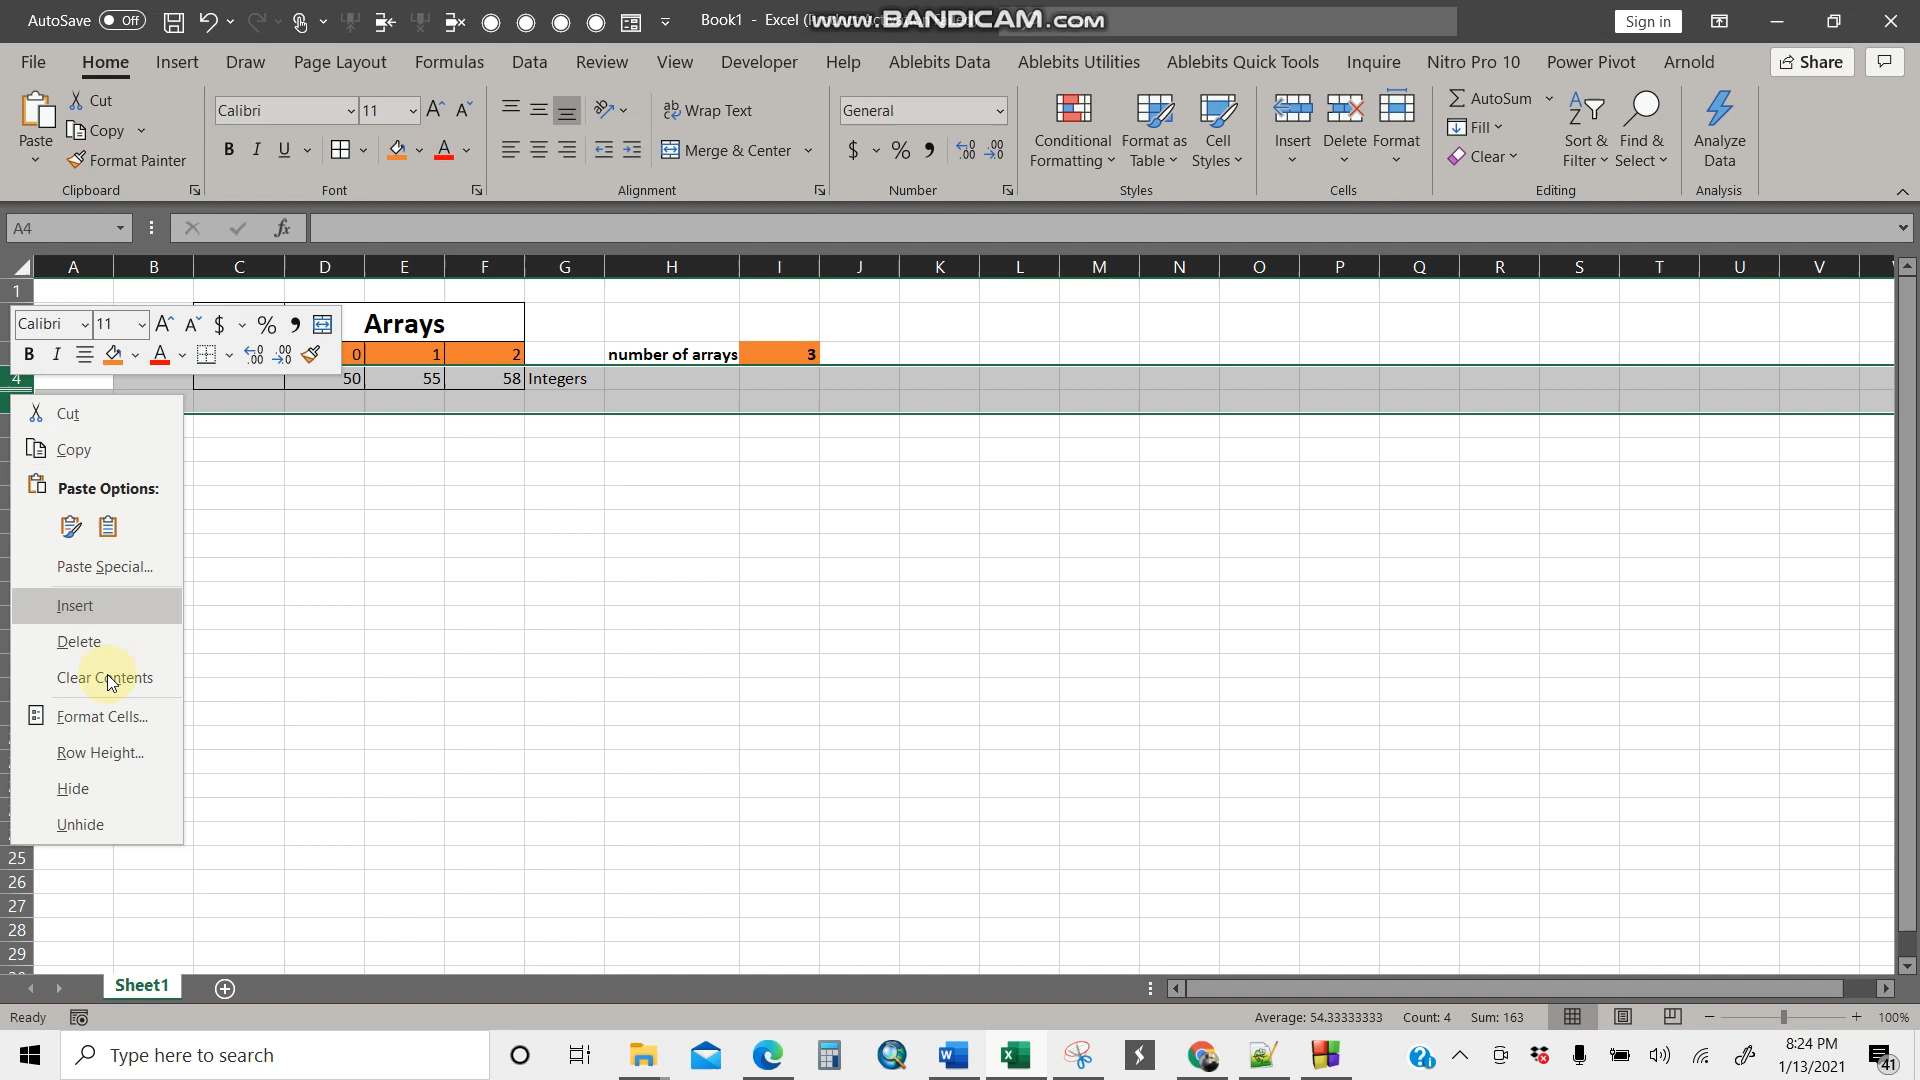 AutoSave Off Book1 - Excel (Pr www.BANDICAM.com Sign in
File Home Insert Draw Page Layout Formulas Data Review View Developer Help Ablebits Data Ablebits Utilities Ablebits Quick Tools Inquire Nitro Pro 10 Power Pivot Arnold Share
Paste Cut Copy Format Painter Clipboard
Calibri 11 B I U A Font
ab Wrap Text Merge & Center Alignment
General $ % , Number
Conditional Formatting Format as Table Cell Styles Styles
Insert Delete Format Cells
AutoSum Fill Clear Sort & Filter Find & Select Editing
Analyze Data Analysis
A4 fx
A B C D E F G H I J K L M N O P Q R S T U V
1
Calibri 11 A A $ % , Arrays
B I A 0 1 2 number of arrays 3
4 50 55 58 Integers
Cut
Copy
Paste Options:
Paste Special...
Insert
Delete
Clear Contents
Format Cells...
Row Height...
Hide
Unhide
25
26
27
28
29
Sheet1
Ready Average: 54.33333333 Count: 4 Sum: 163 100%
Type here to search 8:24 PM
1/13/2021 41